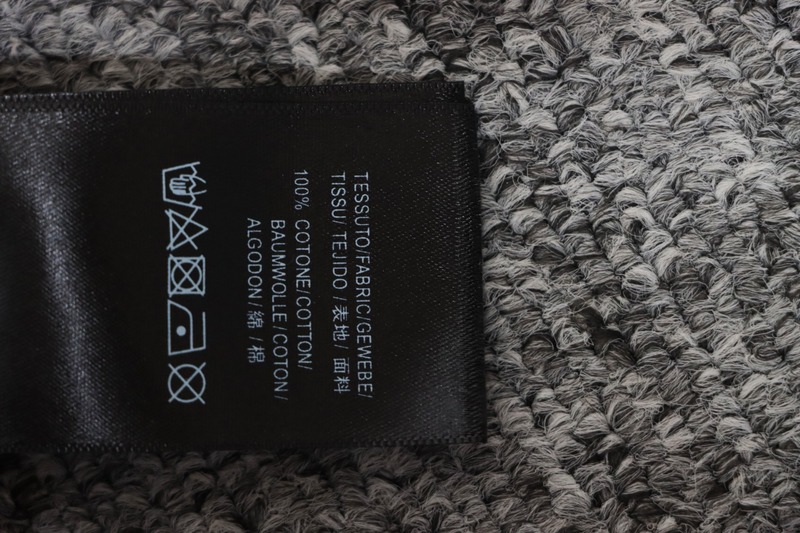 TESSUTO/FABRIC/GEWEBE/
TISSU/ TEJIDO /表地/ 面料
100% COTONE/COTTON/
BAUMWOLLE/COTON/
ALGODON/綿/棉